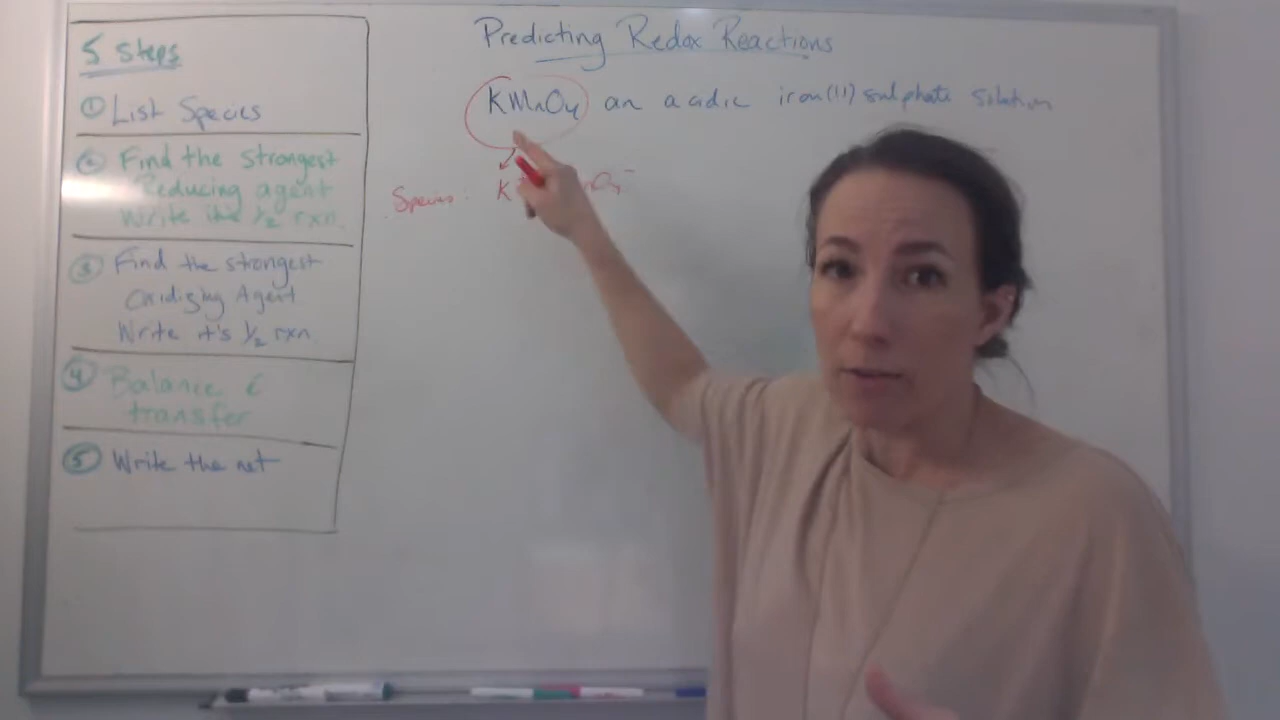 5 Steps
① List Species
② Find the strongest
Reducing agent
Write it's 1/2 rxn.
③ Find the strongest
Oxidizing Agent
Write it's 1/2 rxn.
④ Balance e⁻
transfer
⑤ Write the net
Predicting Redox Reactions
KMnO₄ an acidic iron(II) sulphate solution
Species: K nO₄⁻